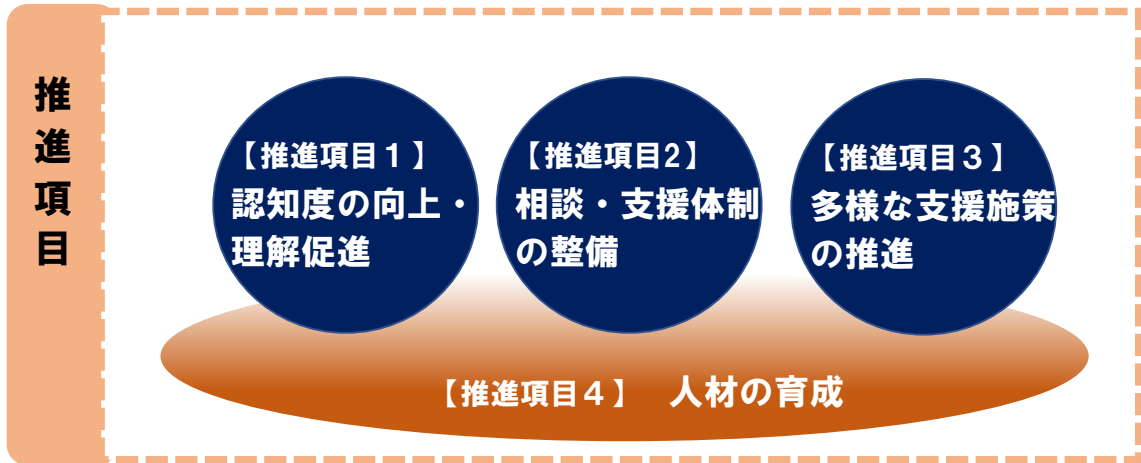 推進項目
【推進項目１】
認知度の向上・
理解促進
【推進項目2】
相談・支援体制
の整備
【推進項目３】
多様な支援施策
の推進
【推進項目４】　人材の育成